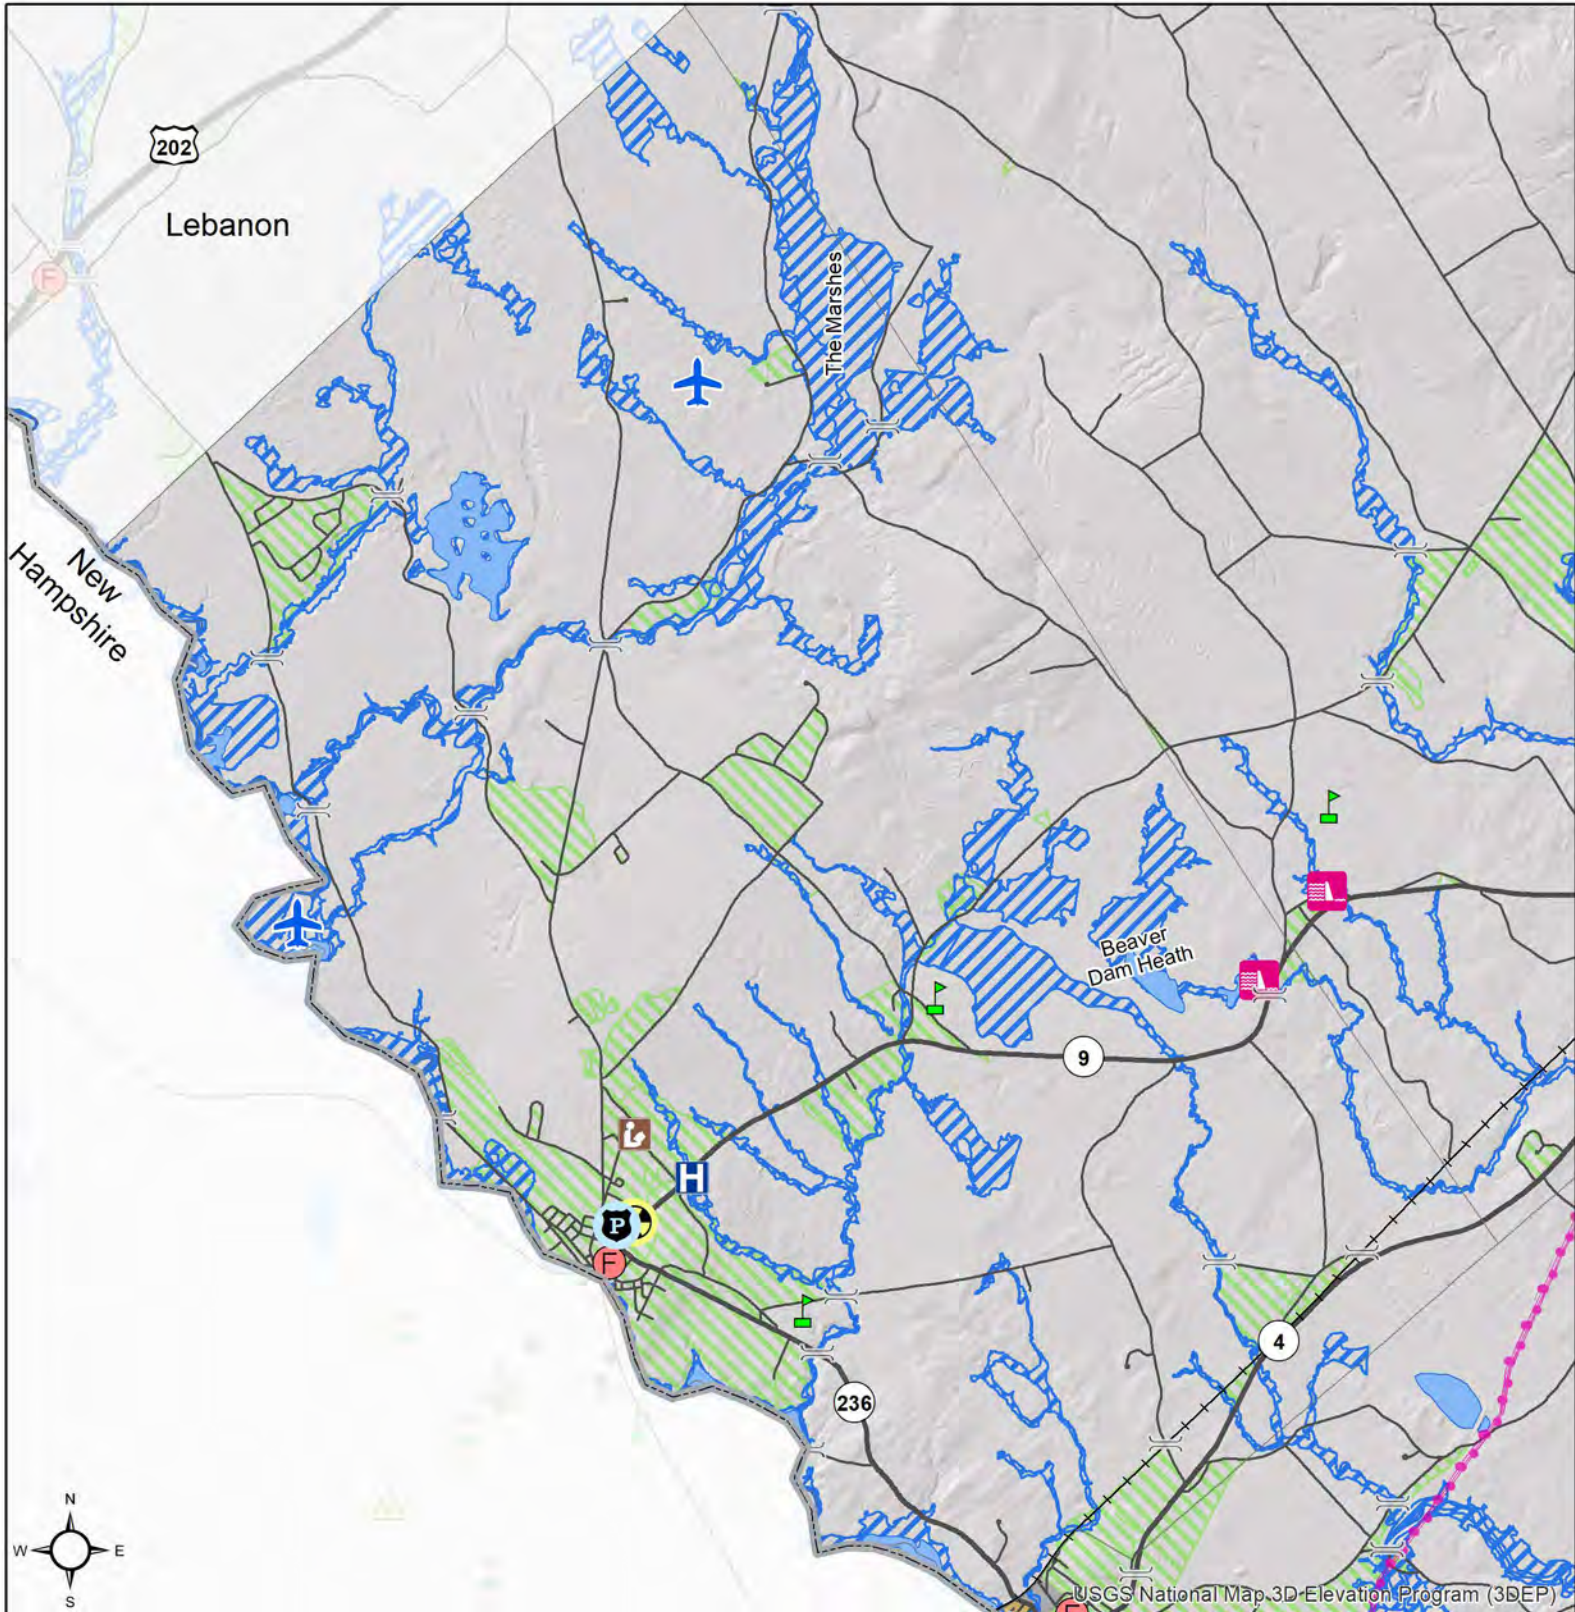 202
Lebanon
The Marshes
F
New
Hampshire
Beaver
Dam Heath
9
H
P
F
4
236
N
W
E
S
F
USGS National Map 3D Elevation Program (3DEP)